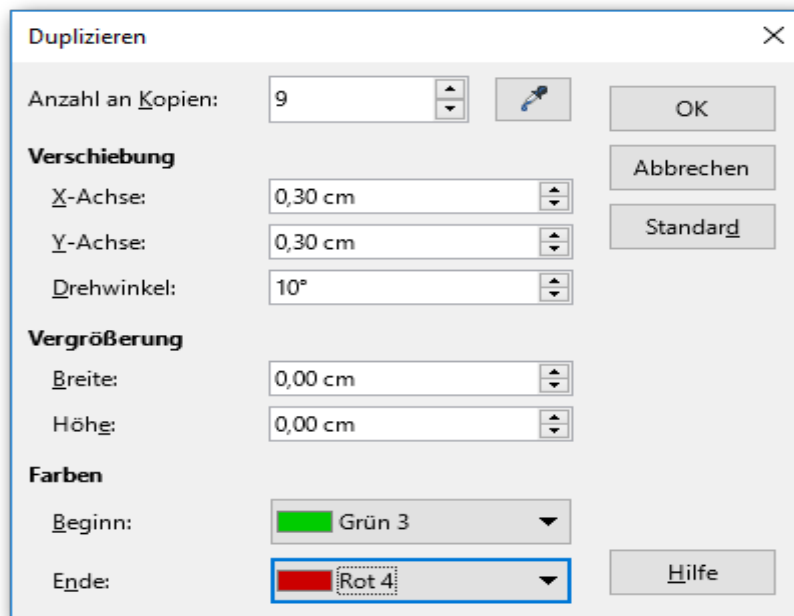 Duplizieren
Anzahl an Kopien: 9
OK
Verschiebung
Abbrechen
X-Achse: 0,30 cm
Y-Achse: 0,30 cm
Standard
Drehwinkel: 10°
Vergrößerung
Breite: 0,00 cm
Höhe: 0,00 cm
Farben
Beginn: Grün 3
Ende: Rot 4
Hilfe